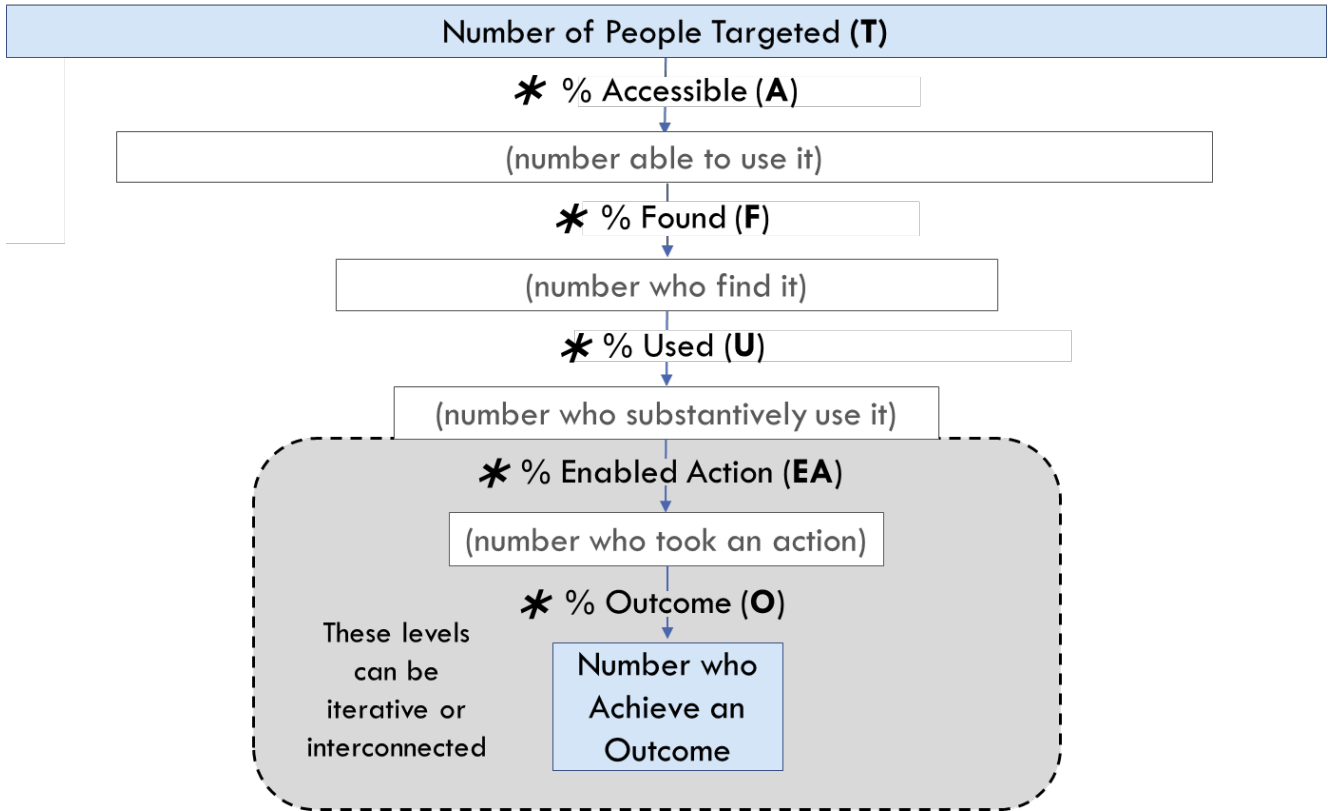 Number of People Targeted (T)
* % Accessible (A)
(number able to use it)
* % Found (F)
(number who find it)
* % Used (U)
(number who substantively use it)
* % Enabled Action (EA)
(number who took an action)
* % Outcome (O)
These levels
can be
iterative or
interconnected
Number who
Achieve an
Outcome